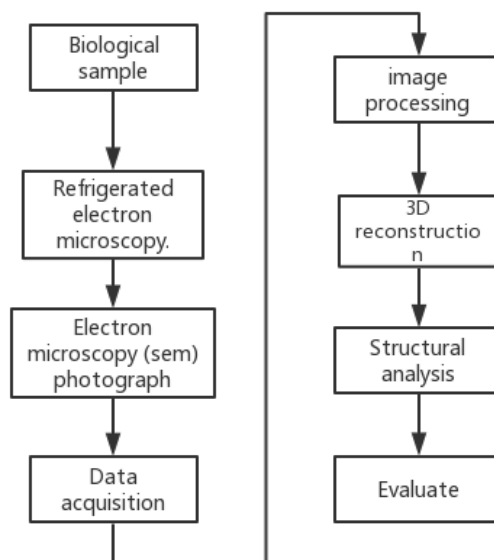 Biological
sample
Refrigerated
electron
microscopy.
Electron
microscopy (sem)
photograph
Data
acquisition
image
processing
3D
reconstructio
n
Structural
analysis
Evaluate